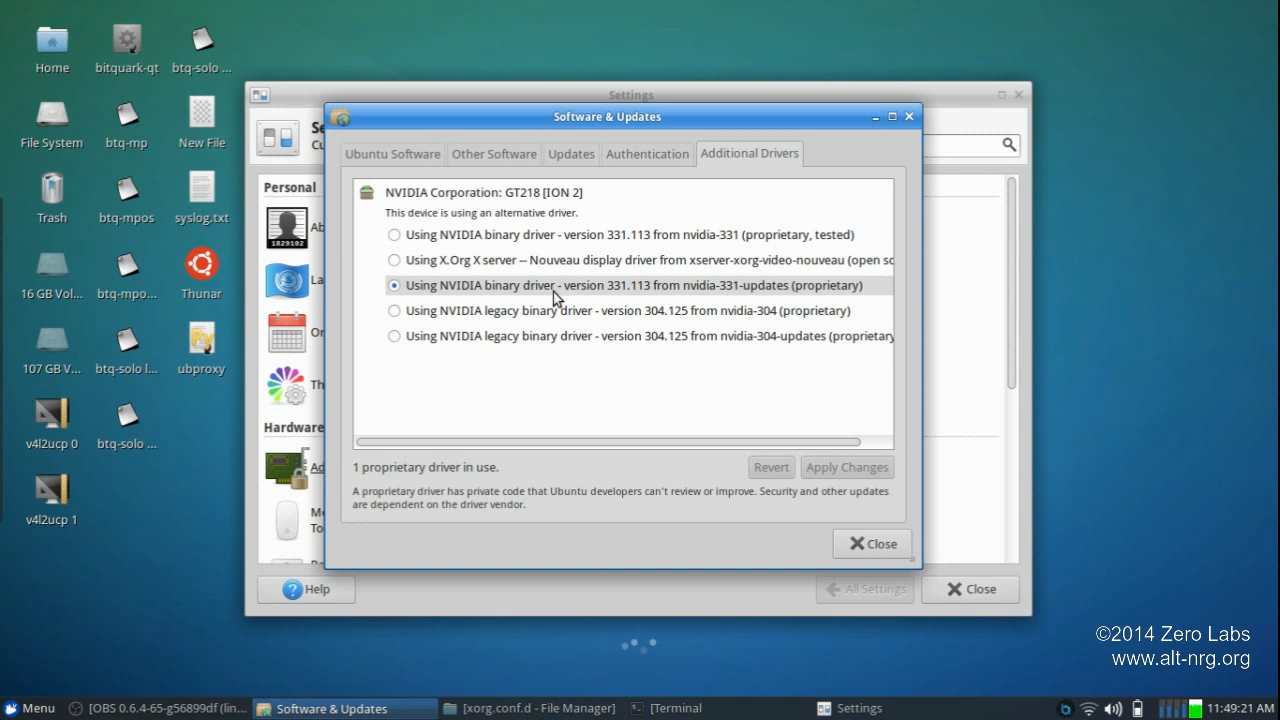 Home
bitquark-qt
btq-solo ...
File System
btq-mp
New File
Trash
btq-mpos
syslog.txt
16 GB Vol...
btq-mpo...
Thunar
107 GB V...
btq-solo l...
ubproxy
v4l2ucp 0
btq-solo ...
v4l2ucp 1
Settings
Se
Cu
Personal
Ab
La
Or
Th
Hardware
Ad
Mo
To
Help
All Settings
Close
Software & Updates
Ubuntu Software
Other Software
Updates
Authentication
Additional Drivers
NVIDIA Corporation: GT218 [ION 2]
This device is using an alternative driver.
Using NVIDIA binary driver - version 331.113 from nvidia-331 (proprietary, tested)
Using X.Org X server -- Nouveau display driver from xserver-xorg-video-nouveau (open sc
Using NVIDIA binary driver - version 331.113 from nvidia-331-updates (proprietary)
Using NVIDIA legacy binary driver - version 304.125 from nvidia-304 (proprietary)
Using NVIDIA legacy binary driver - version 304.125 from nvidia-304-updates (proprietary
1 proprietary driver in use.
Revert
Apply Changes
A proprietary driver has private code that Ubuntu developers can't review or improve. Security and other updates
are dependent on the driver vendor.
Close
©2014 Zero Labs
www.alt-nrg.org
Menu
[OBS 0.6.4-65-g56899df (lin...
Software & Updates
[xorg.conf.d - File Manager]
[Terminal
Settings
11:49:21 AM